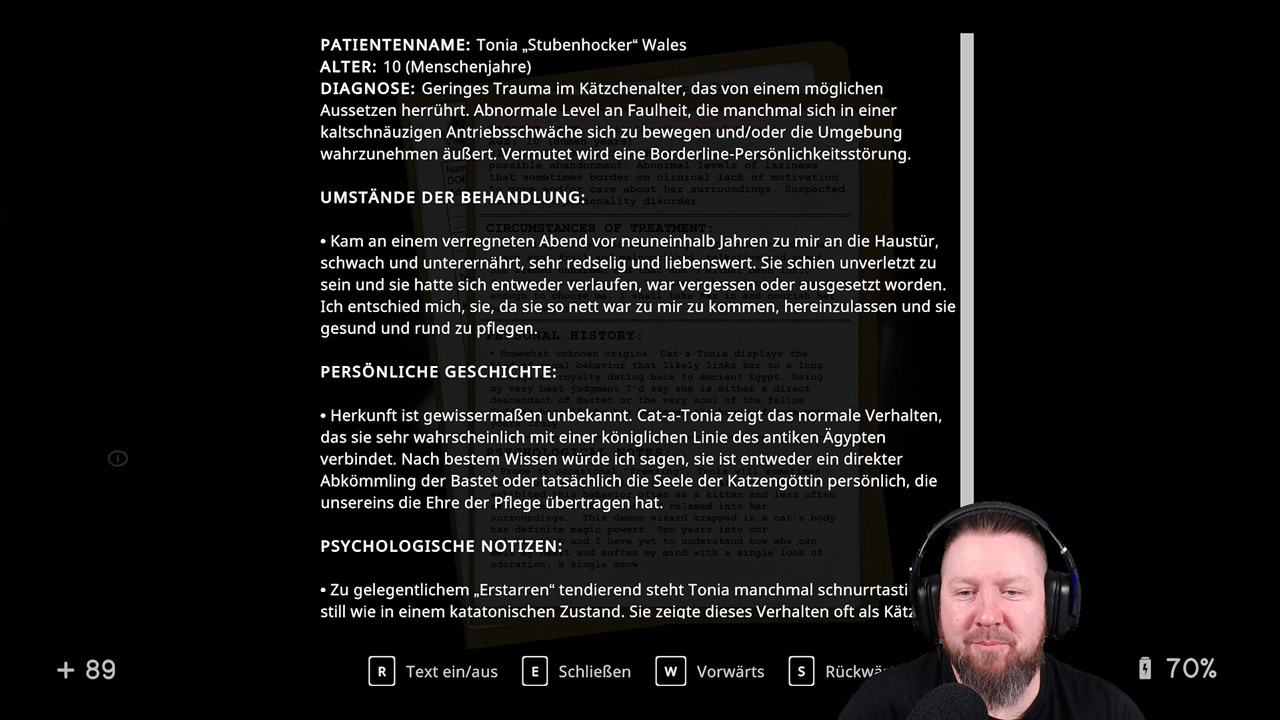 PATIENTENNAME: Tonia „Stubenhocker“ Wales
ALTER: 10 (Menschenjahre)
DIAGNOSE: Geringes Trauma im Kätzchenalter, das von einem möglichen
Aussetzen herrührt. Abnormale Level an Faulheit, die manchmal sich in einer
kaltschnäuzigen Antriebsschwäche sich zu bewegen und/oder die Umgebung
wahrzunehmen äußert. Vermutet wird eine Borderline-Persönlichkeitsstörung.
UMSTÄNDE DER BEHANDLUNG:
• Kam an einem verregneten Abend vor neuneinhalb Jahren zu mir an die Haustür,
schwach und unterernährt, sehr redselig und liebenswert. Sie schien unverletzt zu
sein und sie hatte sich entweder verlaufen, war vergessen oder ausgesetzt worden.
Ich entschied mich, sie, da sie so nett war zu mir zu kommen, hereinzulassen und sie
gesund und rund zu pflegen.
PERSÖNLICHE GESCHICHTE:
• Herkunft ist gewissermaßen unbekannt. Cat-a-Tonia zeigt das normale Verhalten,
das sie sehr wahrscheinlich mit einer königlichen Linie des antiken Ägypten
verbindet. Nach bestem Wissen würde ich sagen, sie ist entweder ein direkter
Abkömmling der Bastet oder tatsächlich die Seele der Katzengöttin persönlich, die
unsereins die Ehre der Pflege übertragen hat.
PSYCHOLOGISCHE NOTIZEN:
• Zu gelegentlichem „Erstarren“ tendierend steht Tonia manchmal schnurrtasti
still wie in einem katatonischen Zustand. Sie zeigte dieses Verhalten oft als Kätz
+ 89
R Text ein/aus
E Schließen
W Vorwärts
S Rückwär
70%